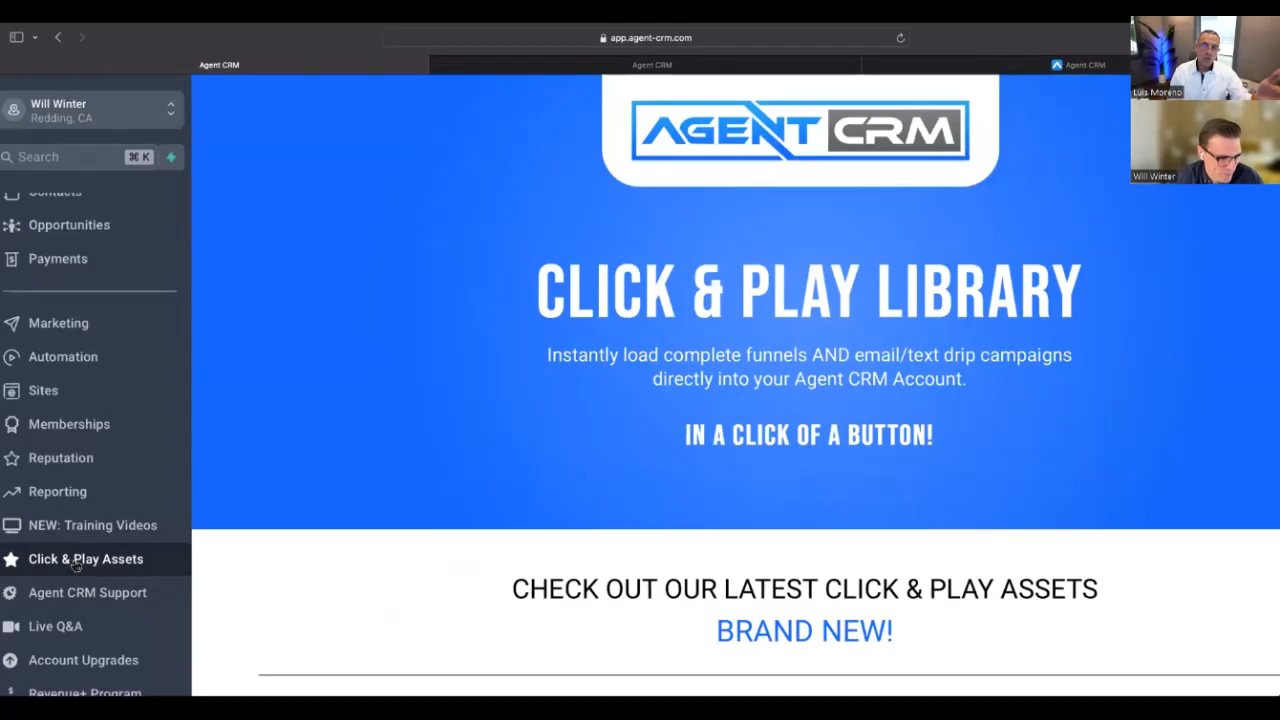 app.agent-crm.com
Agent CRM
Agent CRM
Agent CRM
Luis Moreno
Will Winter
Will Winter
Redding, CA
Search
⌘ K
Contacts
Opportunities
Payments
Marketing
Automation
Sites
Memberships
Reputation
Reporting
NEW: Training Videos
Click & Play Assets
Agent CRM Support
Live Q&A
Account Upgrades
Revenue+ Program
AGENT CRM
CLICK & PLAY LIBRARY
Instantly load complete funnels AND email/text drip campaigns
directly into your Agent CRM Account.
IN A CLICK OF A BUTTON!
CHECK OUT OUR LATEST CLICK & PLAY ASSETS
BRAND NEW!